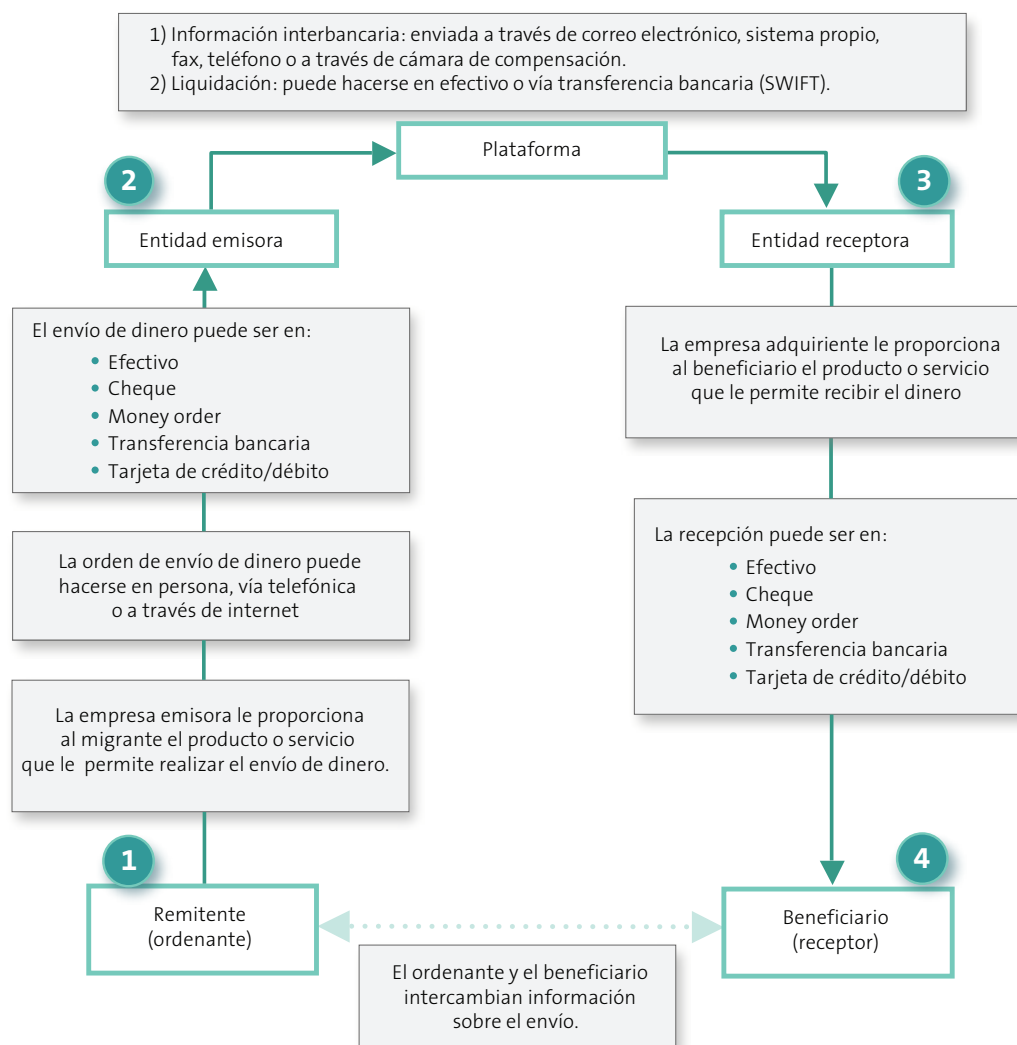 1) Información interbancaria: enviada a través de correo electrónico, sistema propio,
fax, teléfono o a través de cámara de compensación.
2) Liquidación: puede hacerse en efectivo o vía transferencia bancaria (SWIFT).
Plataforma
2
Entidad emisora
3
Entidad receptora
El envío de dinero puede ser en:
• Efectivo
• Cheque
• Money order
• Transferencia bancaria
• Tarjeta de crédito/débito
La orden de envío de dinero puede
hacerse en persona, vía telefónica
o a través de internet
La empresa emisora le proporciona
al migrante el producto o servicio
que le permite realizar el envío de dinero.
1
Remitente
(ordenante)
La empresa adquiriente le proporciona
al beneficiario el producto o servicio
que le permite recibir el dinero
La recepción puede ser en:
• Efectivo
• Cheque
• Money order
• Transferencia bancaria
• Tarjeta de crédito/débito
4
Beneficiario
(receptor)
El ordenante y el beneficiario
intercambian información
sobre el envío.